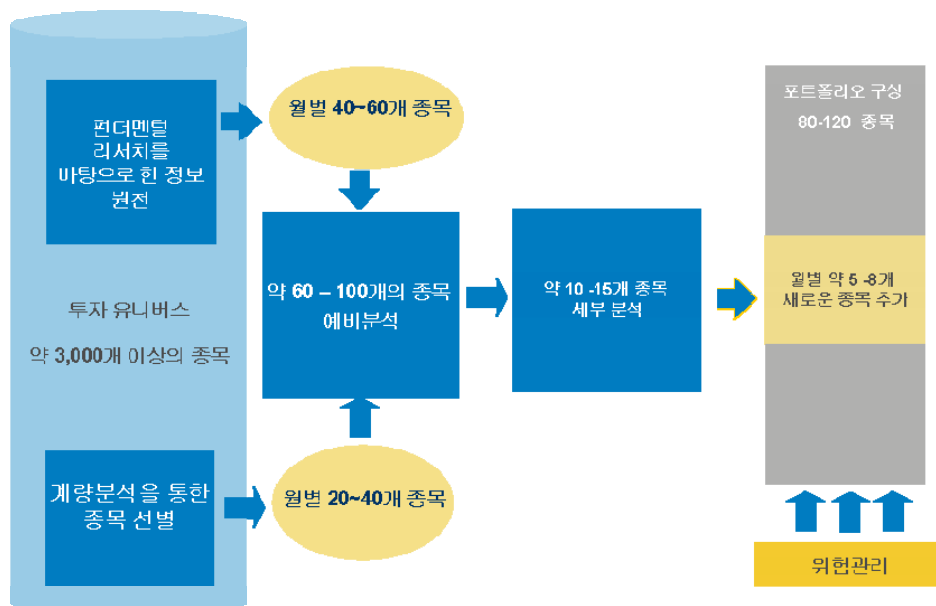 펀더멘털
리서치를
바탕으로 한 정보
원전
투자 유니버스
약 3,000개 이상의 종목
계량분석을 통한
종목 선별
월별 40~60개 종목
약 60 – 100개의 종목
예비분석
월별 20~40개 종목
약 10 -15개 종목
세부 분석
포트폴리오 구성
80-120 종목
월별 약 5 -8개
새로운 종목 추가
위험관리